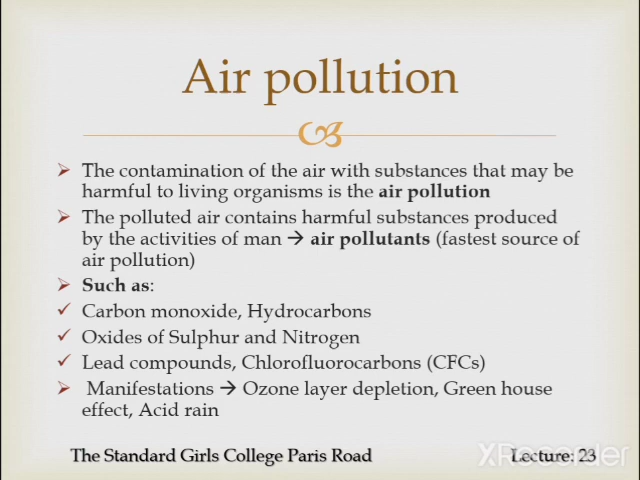 Air pollution
The contamination of the air with substances that may be
harmful to living organisms is the air pollution
The polluted air contains harmful substances produced
by the activities of man → air pollutants (fastest source of
air pollution)
Such as:
Carbon monoxide, Hydrocarbons
Oxides of Sulphur and Nitrogen
Lead compounds, Chlorofluorocarbons (CFCs)
Manifestations → Ozone layer depletion, Green house
effect, Acid rain
The Standard Girls College Paris Road
Lecture: 23
XRecorder